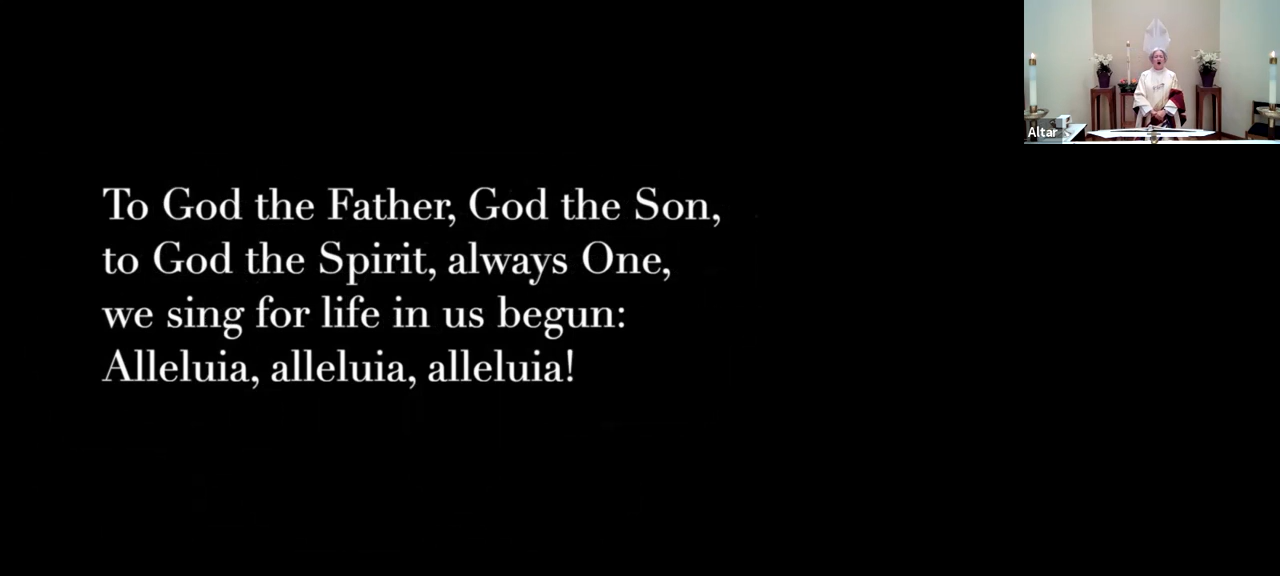 To God the Father, God the Son,
to God the Spirit, always One,
we sing for life in us begun:
Alleluia, alleluia, alleluia!
Altar